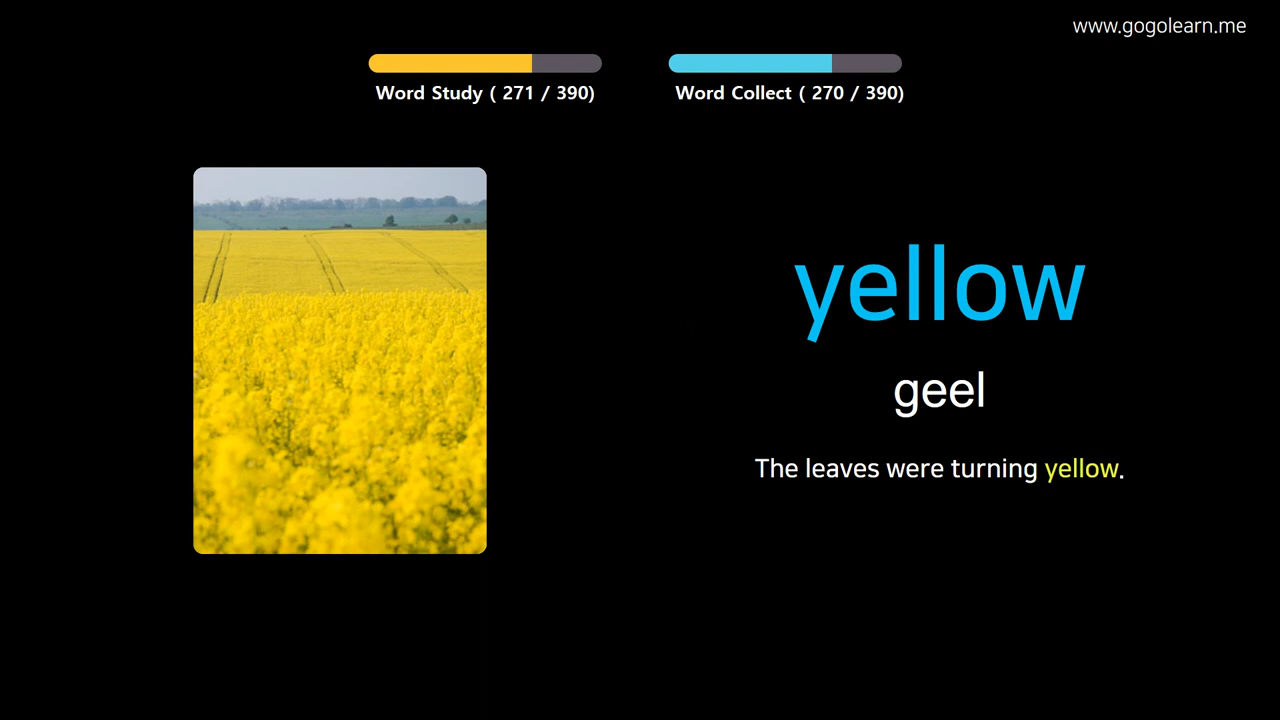 www.gogolearn.me
Word Study ( 271 / 390)
Word Collect ( 270 / 390)
yellow
geel
The leaves were turning yellow.